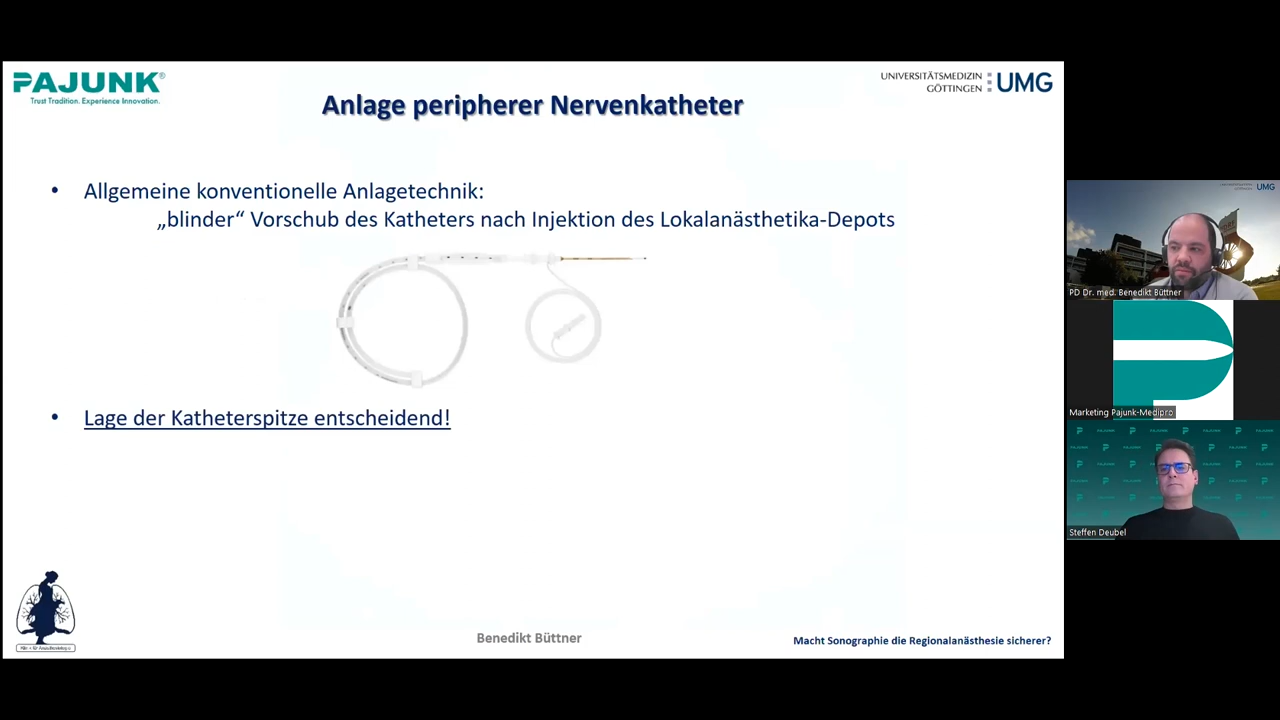 PAJUNK®
Trust Tradition. Experience Innovation.
UNIVERSITÄTSMEDIZIN
GÖTTINGEN
UMG
Anlage peripherer Nervenkatheter
• Allgemeine konventionelle Anlagetechnik:
„blinder“ Vorschub des Katheters nach Injektion des Lokalanästhetika-Depots
• Lage der Katheterspitze entscheidend!
Benedikt Büttner
Macht Sonographie die Regionalanästhesie sicherer?
UMG
PD Dr. med. Benedikt Büttner
Marketing Pajunk-Medipro
Steffen Deubel